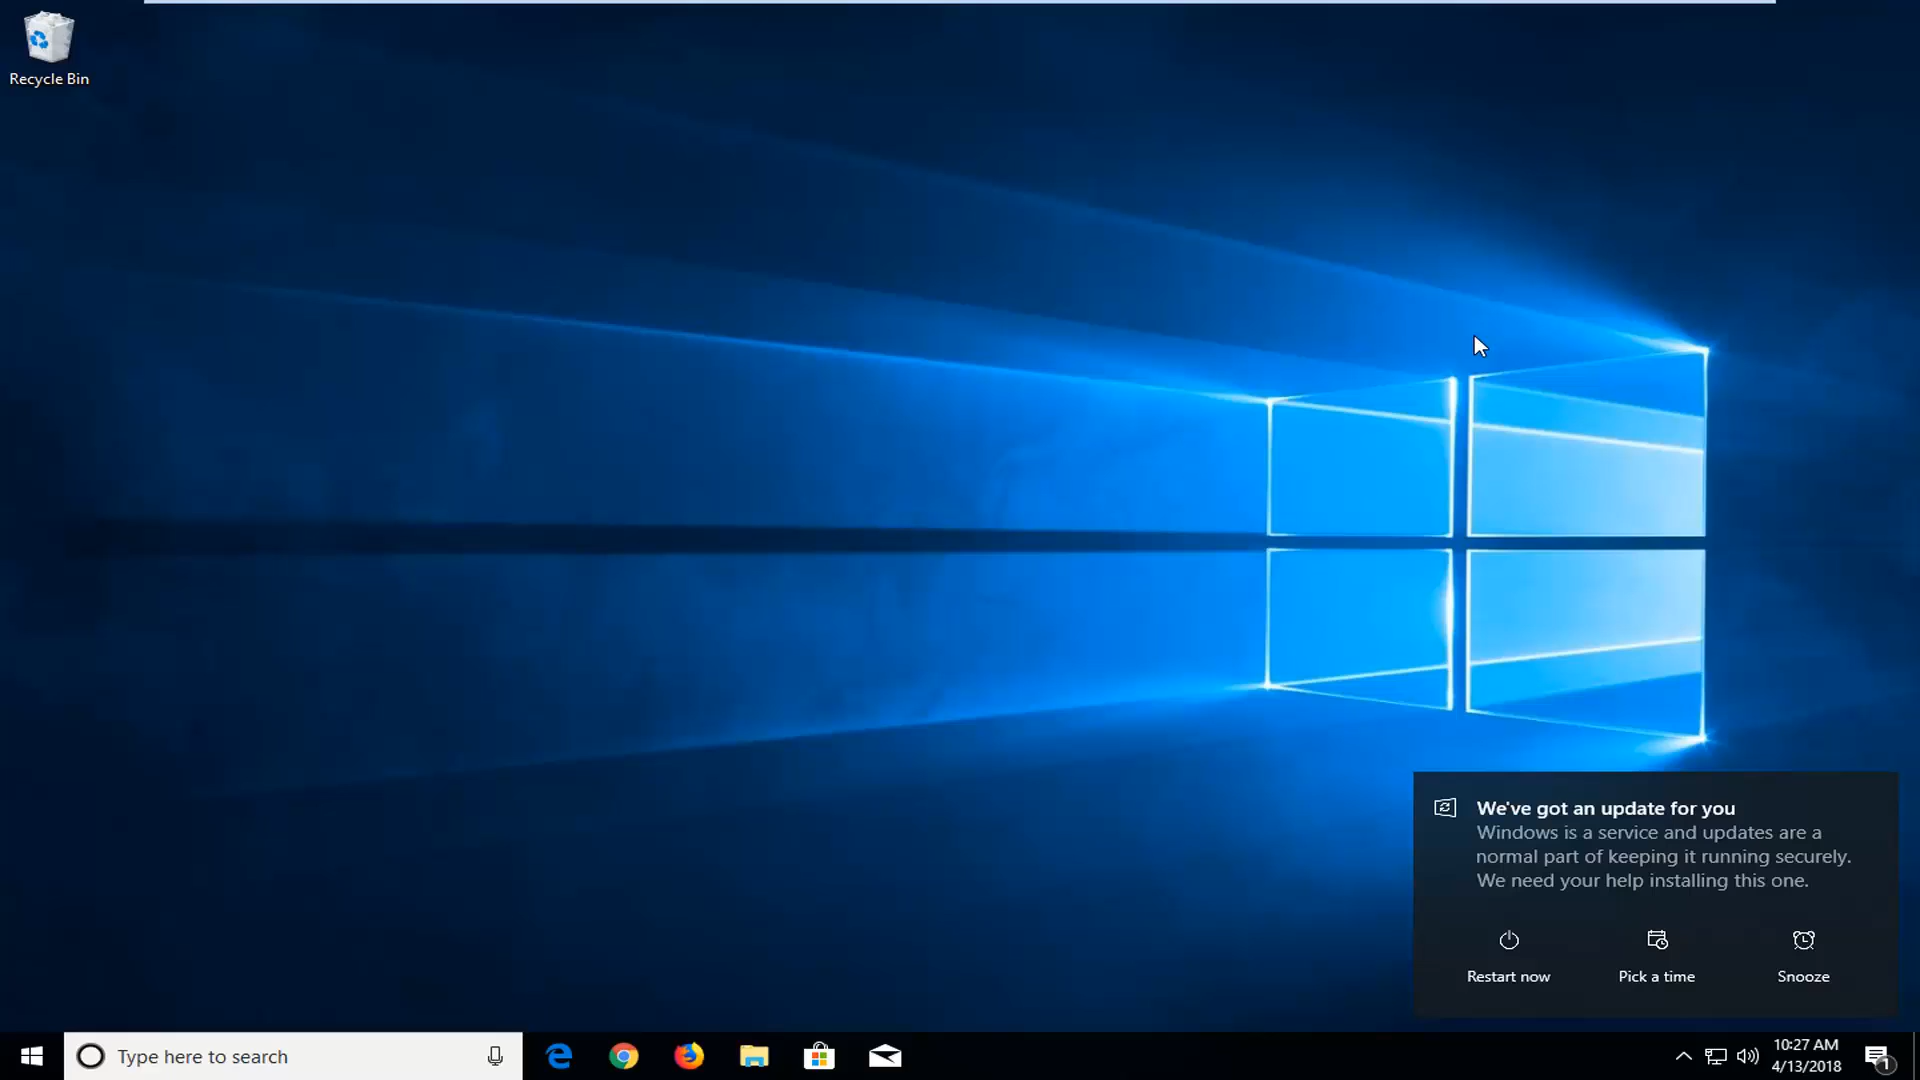 Recycle Bin
We've got an update for you
Windows is a service and updates are a
normal part of keeping it running securely.
We need your help installing this one.
Restart now
Pick a time
Snooze
Type here to search
10:27 AM
4/13/2018
1